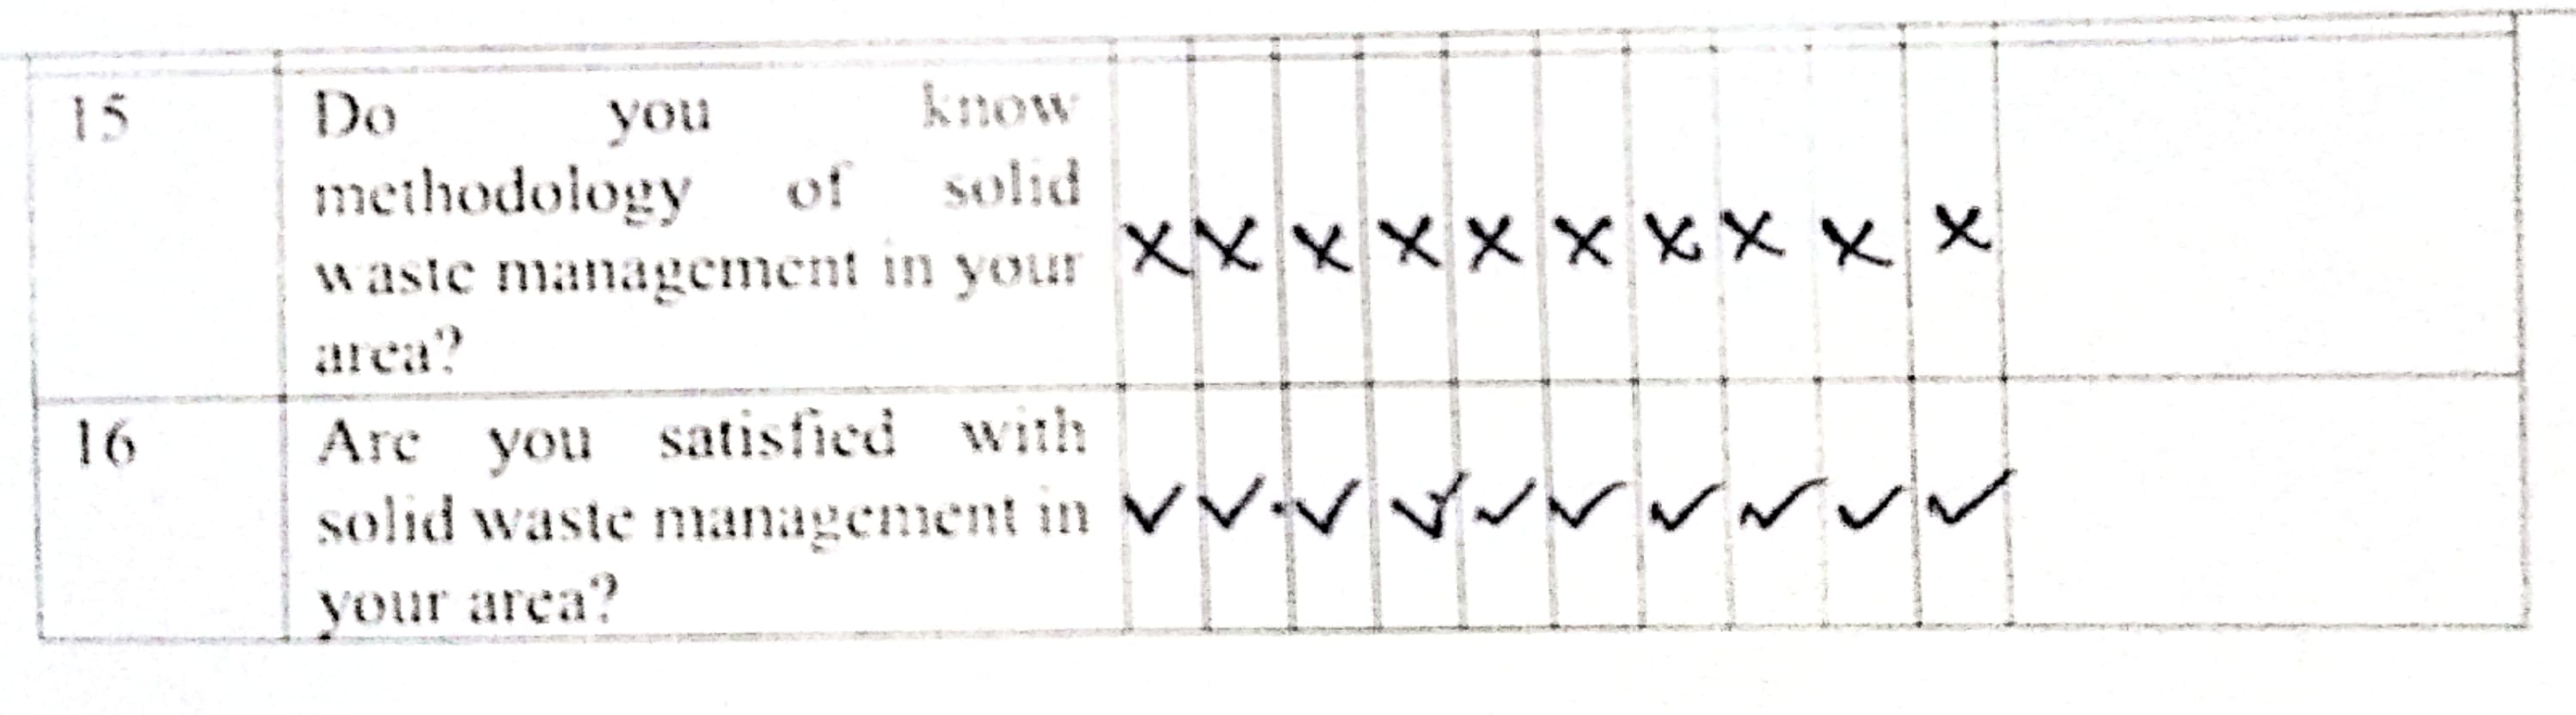 15 Do you know
methodology of solid
waste management in your
area?
✗ ✗ ✗ ✗ ✗ ✗ ✗ ✗ ✗ ✗
16 Are you satisfied with
solid waste management in
your area?
✓ ✓ ✓ ✓ ✓ ✓ ✓ ✓ ✓ ✓